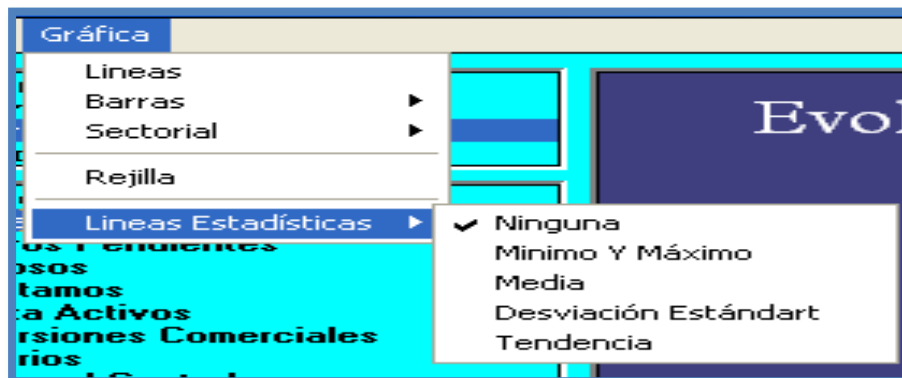 Gráfica
Lineas
Barras
Sectorial
Evol
Rejilla
Lineas Estadísticas
Ninguna
Minimo Y Máximo
Media
Desviación Estándart
Tendencia
osos
tamos
ta Activos
rsiones Comerciales
rios